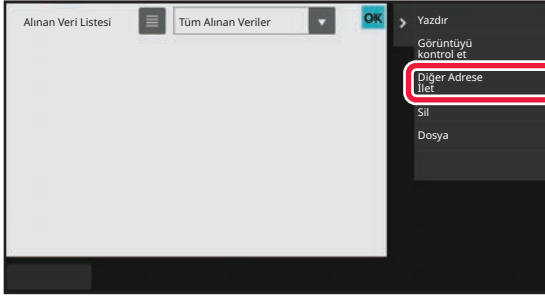 Alınan Veri Listesi
Tüm Alınan Veriler
OK
Yazdır
Görüntüyü
kontrol et
Diğer Adrese
İlet
Sil
Dosya